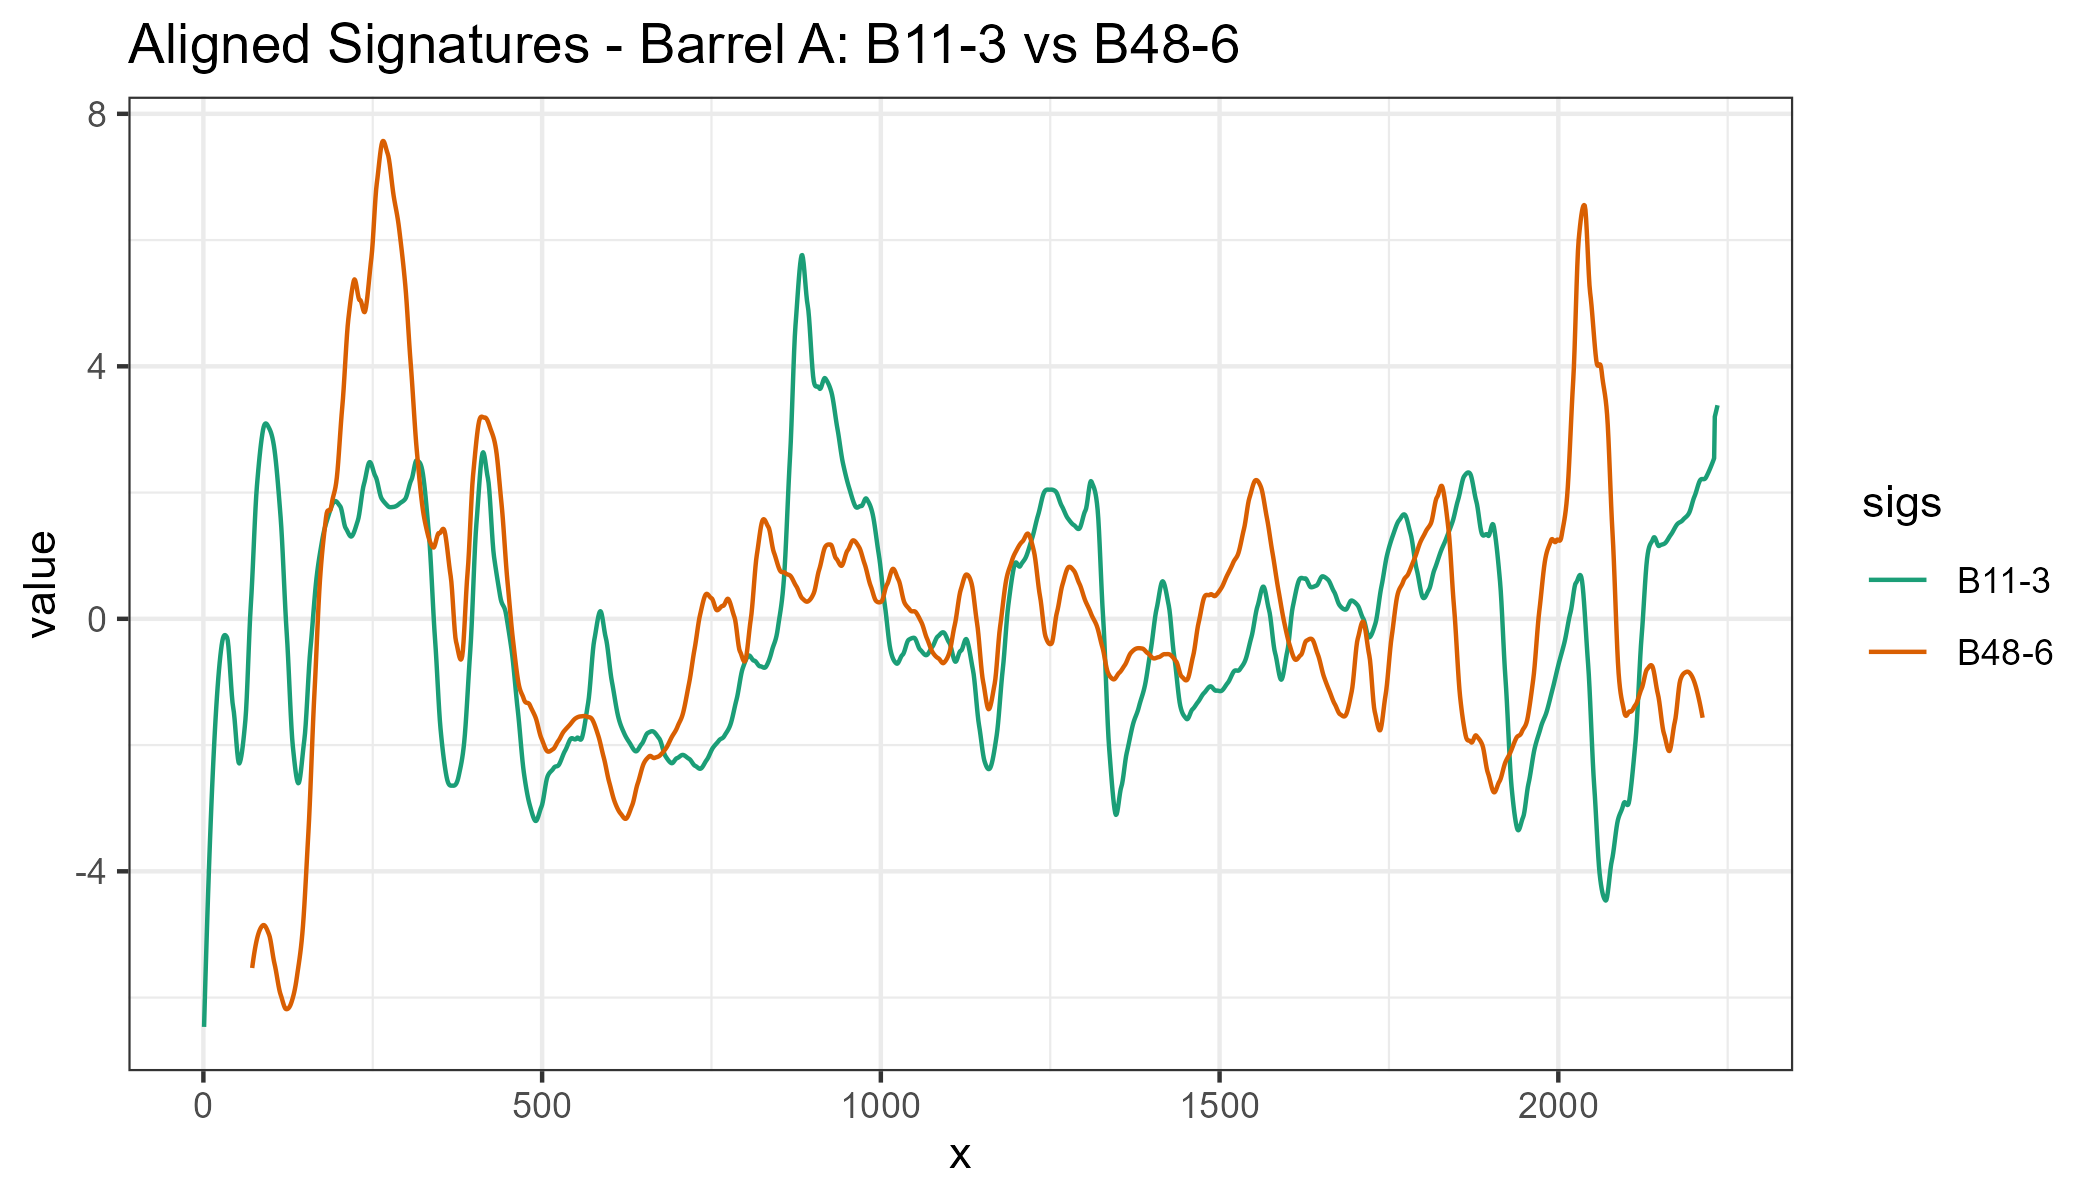 Aligned Signatures - Barrel A: B11-3 vs B48-6
8
4
0
-4
value
0 500 1000 1500 2000
x
sigs
B11-3
B48-6